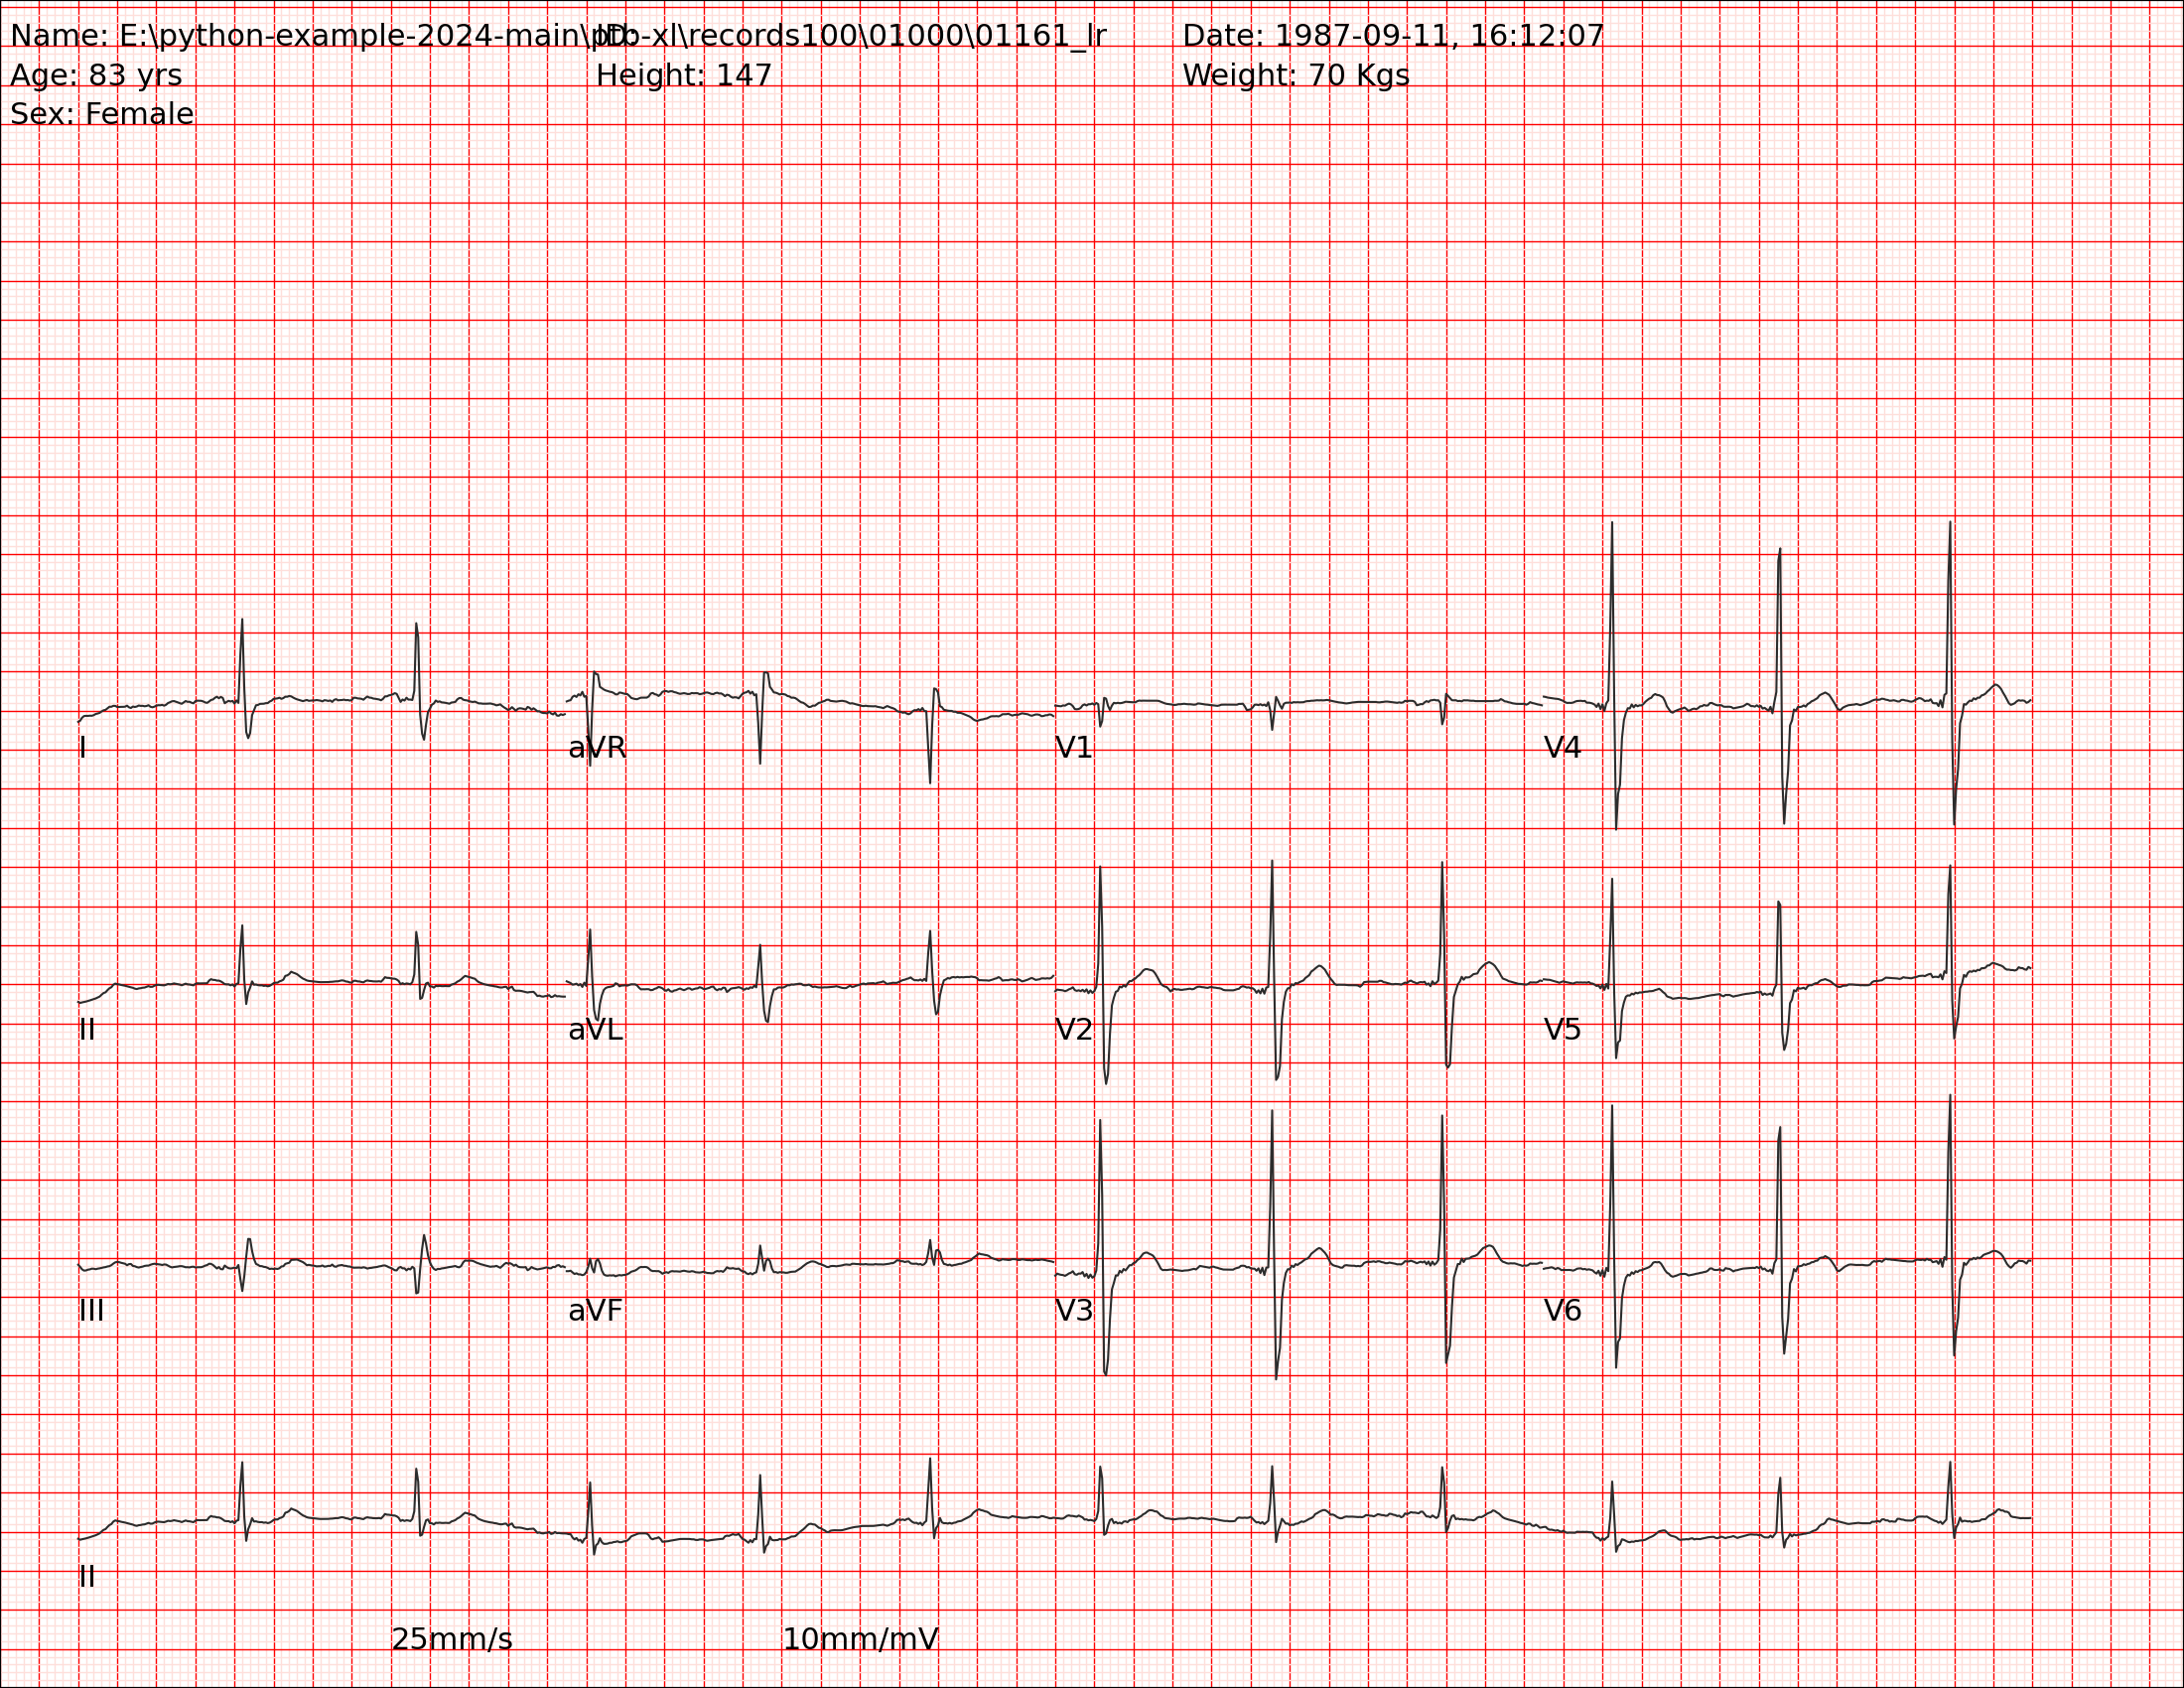 Name: E:\python-example-2024-main\ptb-xl\records100\01000\01161_lr
ID:
Date: 1987-09-11, 16:12:07
Age: 83 yrs
Height: 147
Weight: 70 Kgs
Sex: Female
I
aVR
V1
V4
II
aVL
V2
V5
III
aVF
V3
V6
II
25mm/s
10mm/mV